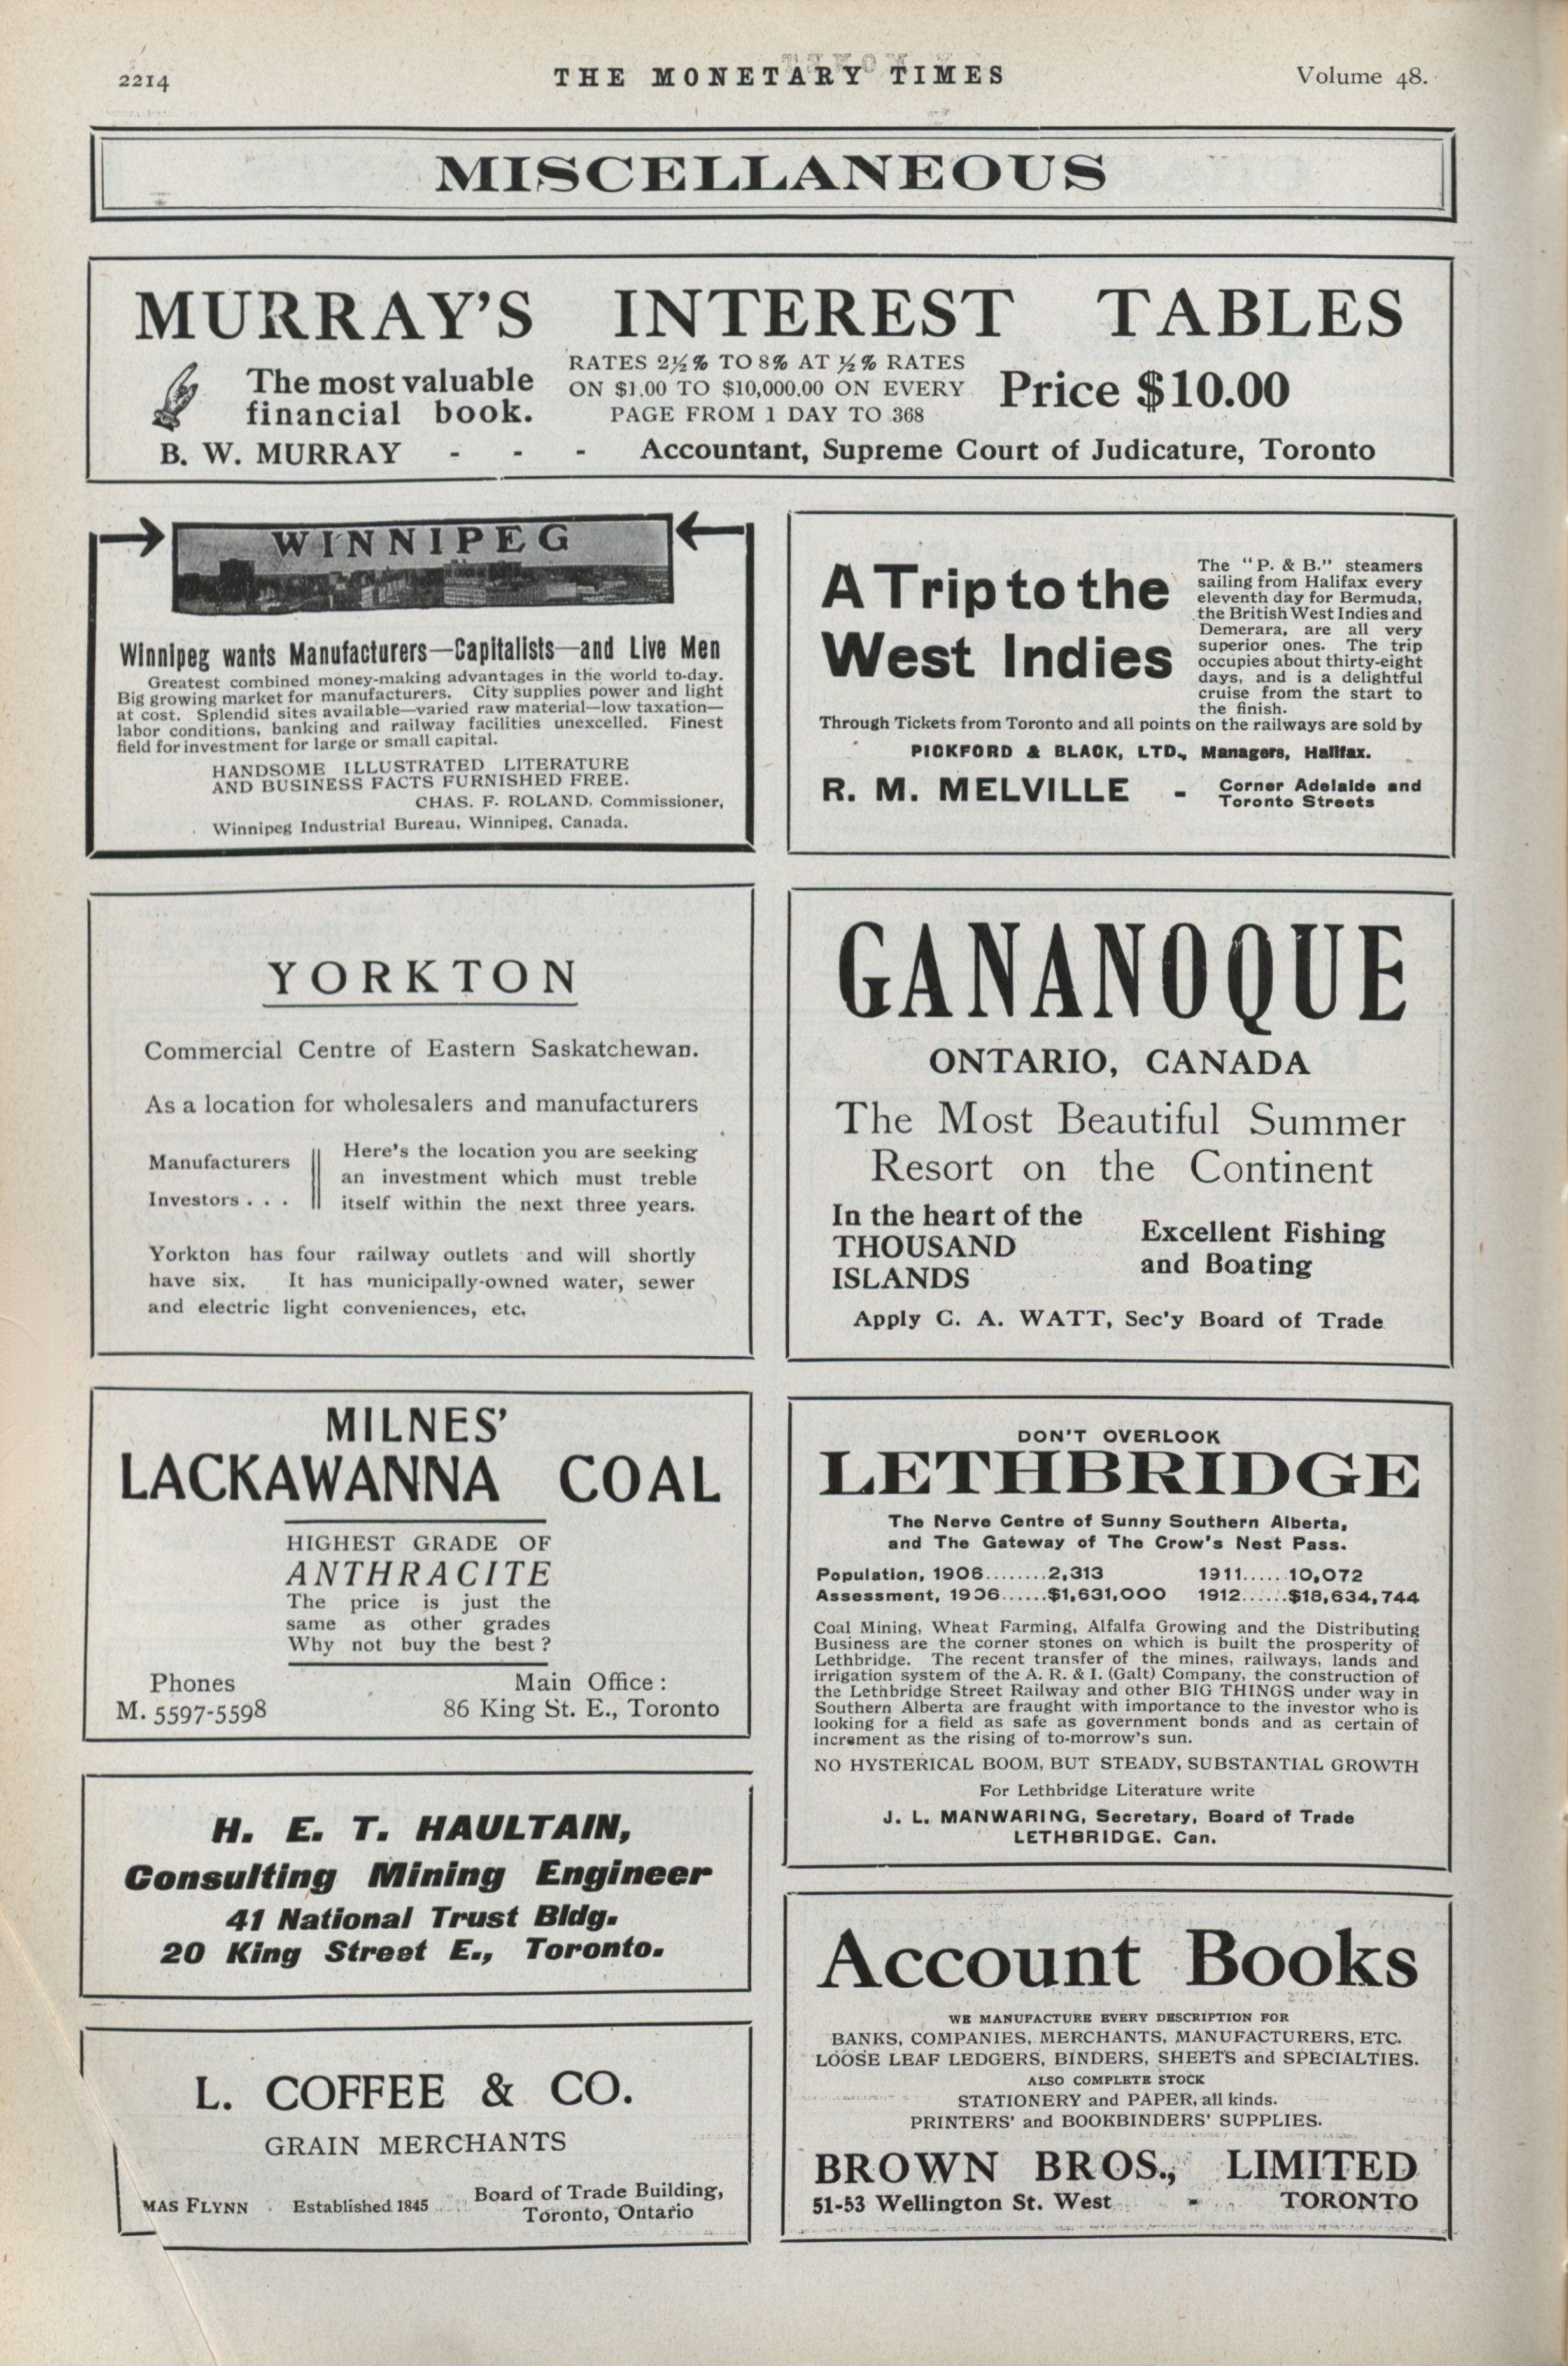 2214
THE MONETARY TIMES
Volume 48.
MISCELLANEOUS
MURRAY'S INTEREST TABLES
The most valuable
financial book.
RATES 2½% TO 8% AT ½% RATES
ON $1.00 TO $10,000.00 ON EVERY
PAGE FROM 1 DAY TO 368
Price $10.00
B. W. MURRAY - - - Accountant, Supreme Court of Judicature, Toronto
WINNIPEG
Winnipeg wants Manufacturers—Capitalists—and Live Men
Greatest combined money-making advantages in the world to-day.
Big growing market for manufacturers. City supplies power and light
at cost. Splendid sites available—varied raw material—low taxation—
labor conditions, banking and railway facilities unexcelled. Finest
field for investment for large or small capital.
HANDSOME ILLUSTRATED LITERATURE
AND BUSINESS FACTS FURNISHED FREE.
CHAS. F. ROLAND, Commissioner,
Winnipeg Industrial Bureau, Winnipeg, Canada.
A Trip to the
West Indies
The "P. & B." steamers
sailing from Halifax every
eleventh day for Bermuda,
the British West Indies and
Demerara, are all very
superior ones. The trip
occupies about thirty-eight
days, and is a delightful
cruise from the start to
the finish.
Through Tickets from Toronto and all points on the railways are sold by
PICKFORD & BLACK, LTD., Managers, Halifax.
R. M. MELVILLE - Corner Adelaide and
Toronto Streets
YORKTON
Commercial Centre of Eastern Saskatchewan.
As a location for wholesalers and manufacturers
Manufacturers
Investors . . .
Here's the location you are seeking
an investment which must treble
itself within the next three years.
Yorkton has four railway outlets and will shortly
have six. It has municipally-owned water, sewer
and electric light conveniences, etc.
GANANOQUE
ONTARIO, CANADA
The Most Beautiful Summer
Resort on the Continent
In the heart of the
THOUSAND
ISLANDS
Excellent Fishing
and Boating
Apply C. A. WATT, Sec'y Board of Trade
MILNES'
LACKAWANNA COAL
HIGHEST GRADE OF
ANTHRACITE
The price is just the
same as other grades
Why not buy the best ?
Phones
M. 5597-5598
Main Office :
86 King St. E., Toronto
DON'T OVERLOOK
LETHBRIDGE
The Nerve Centre of Sunny Southern Alberta,
and The Gateway of The Crow's Nest Pass.
Population, 1906........2,313 1911......10,072
Assessment, 1906......$1,631,000 1912......$18,634,744
Coal Mining, Wheat Farming, Alfalfa Growing and the Distributing
Business are the corner stones on which is built the prosperity of
Lethbridge. The recent transfer of the mines, railways, lands and
irrigation system of the A. R. & I. (Galt) Company, the construction of
the Lethbridge Street Railway and other BIG THINGS under way in
Southern Alberta are fraught with importance to the investor who is
looking for a field as safe as government bonds and as certain of
increment as the rising of to-morrow's sun.
NO HYSTERICAL BOOM, BUT STEADY, SUBSTANTIAL GROWTH
For Lethbridge Literature write
J. L. MANWARING, Secretary, Board of Trade
LETHBRIDGE. Can.
H. E. T. HAULTAIN,
Consulting Mining Engineer
41 National Trust Bldg.
20 King Street E., Toronto.
Account Books
WE MANUFACTURE EVERY DESCRIPTION FOR
BANKS, COMPANIES, MERCHANTS, MANUFACTURERS, ETC.
LOOSE LEAF LEDGERS, BINDERS, SHEETS and SPECIALTIES.
ALSO COMPLETE STOCK
STATIONERY and PAPER, all kinds.
PRINTERS' and BOOKBINDERS' SUPPLIES.
BROWN BROS., LIMITED
51-53 Wellington St. West - TORONTO
L. COFFEE & CO.
GRAIN MERCHANTS
MAS FLYNN Established 1845
Board of Trade Building,
Toronto, Ontario